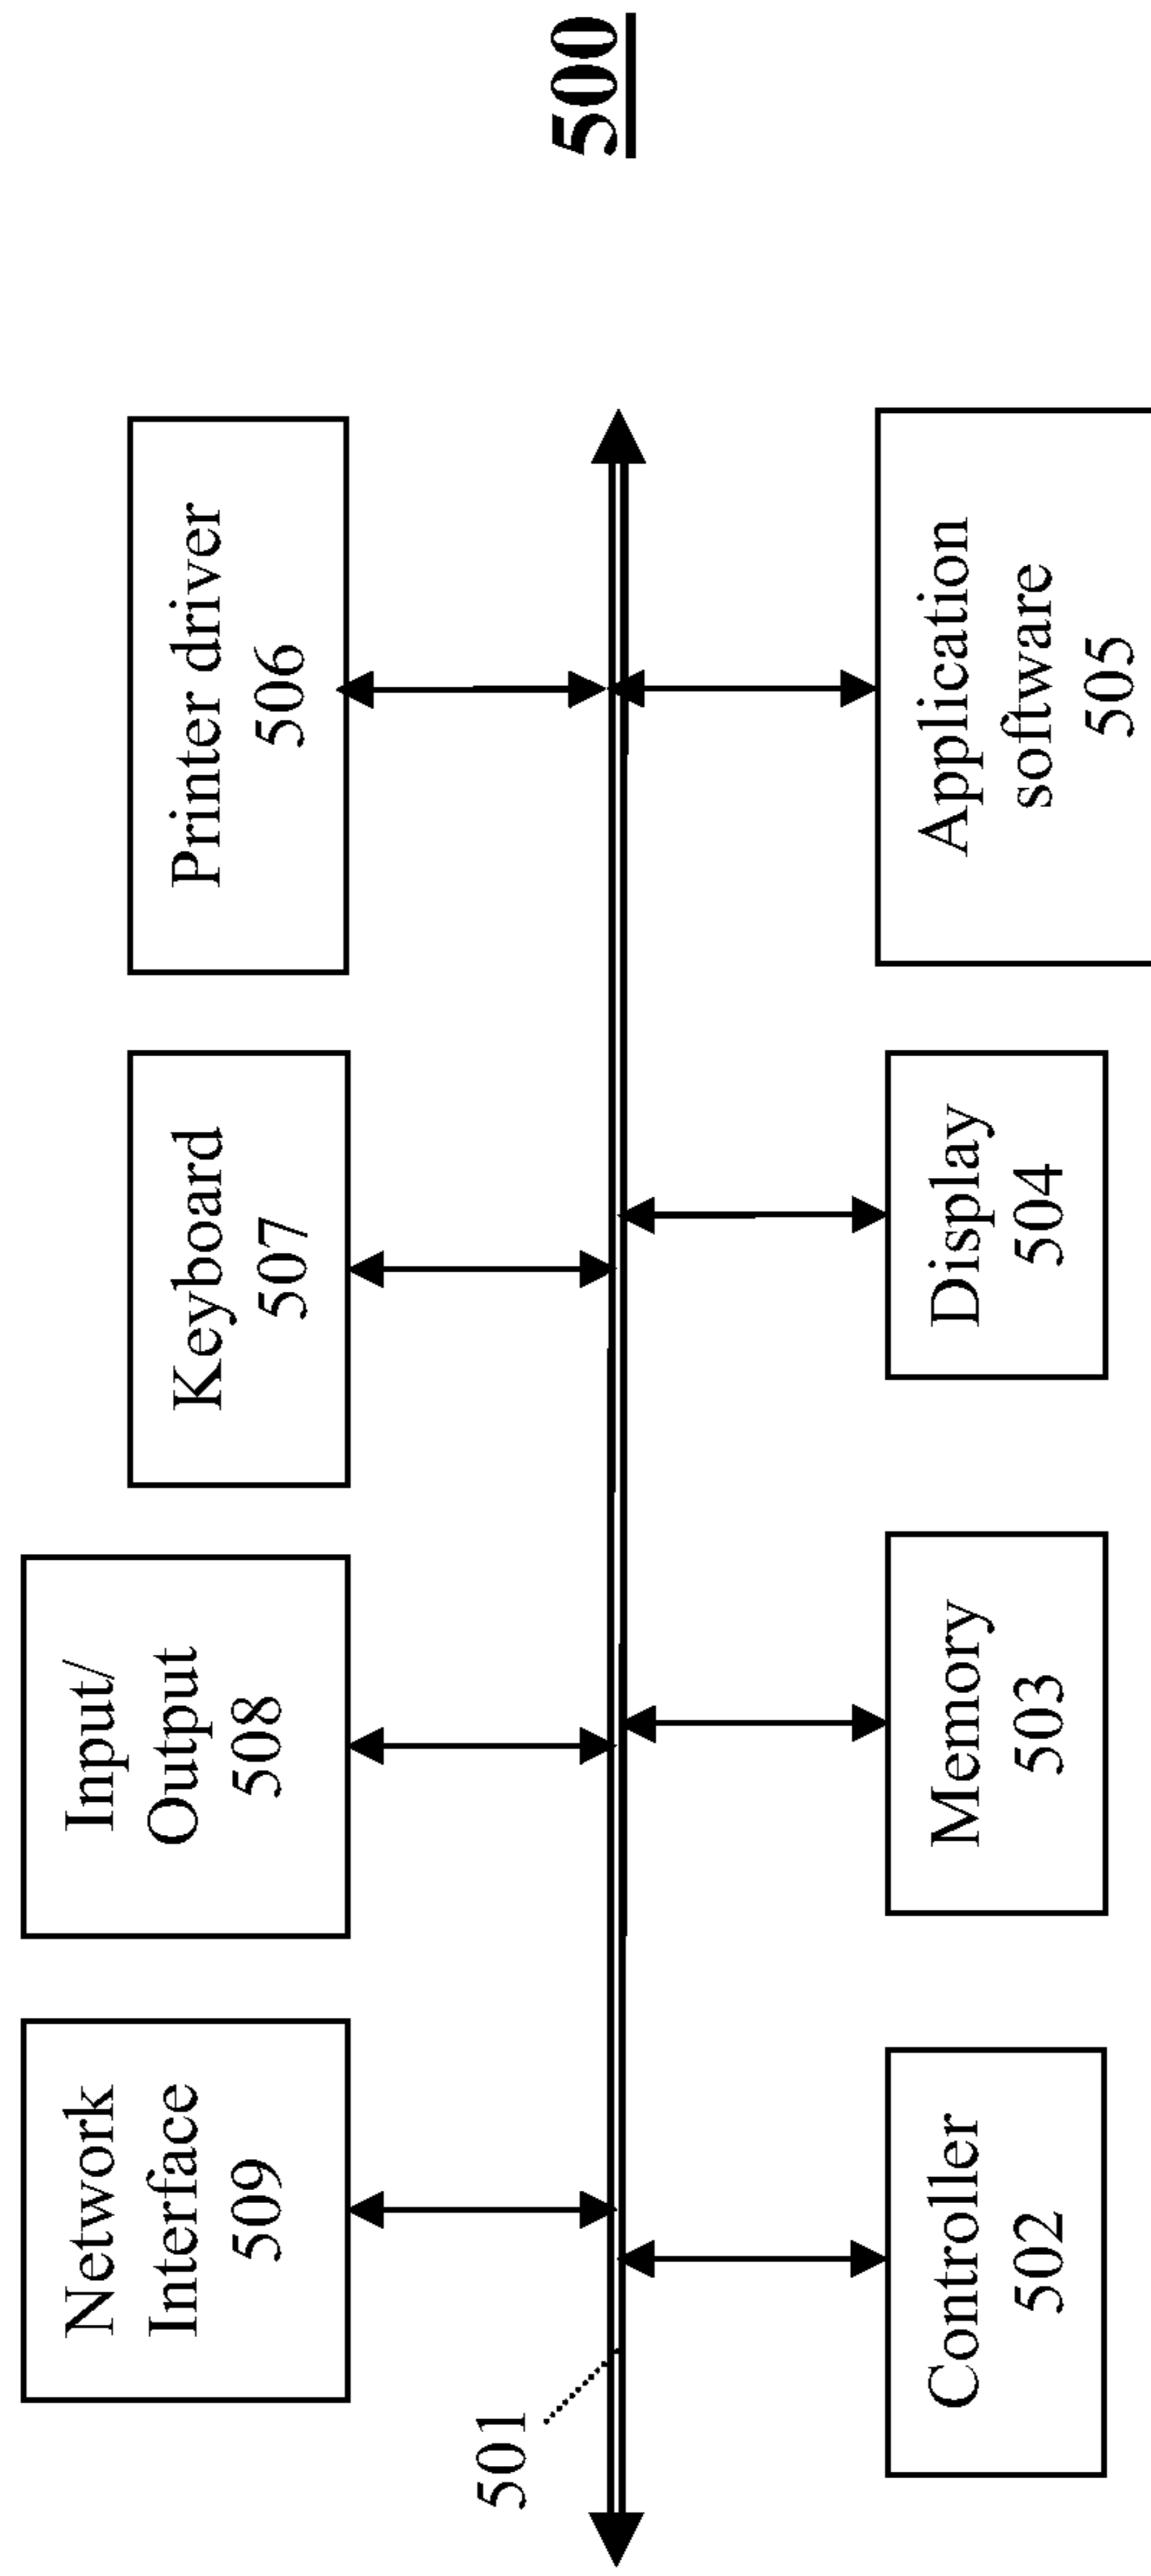 500
Network
Interface
509
Input/
Output
508
Keyboard
507
Printer driver
506
501
Controller
502
Memory
503
Display
504
Application
software
505